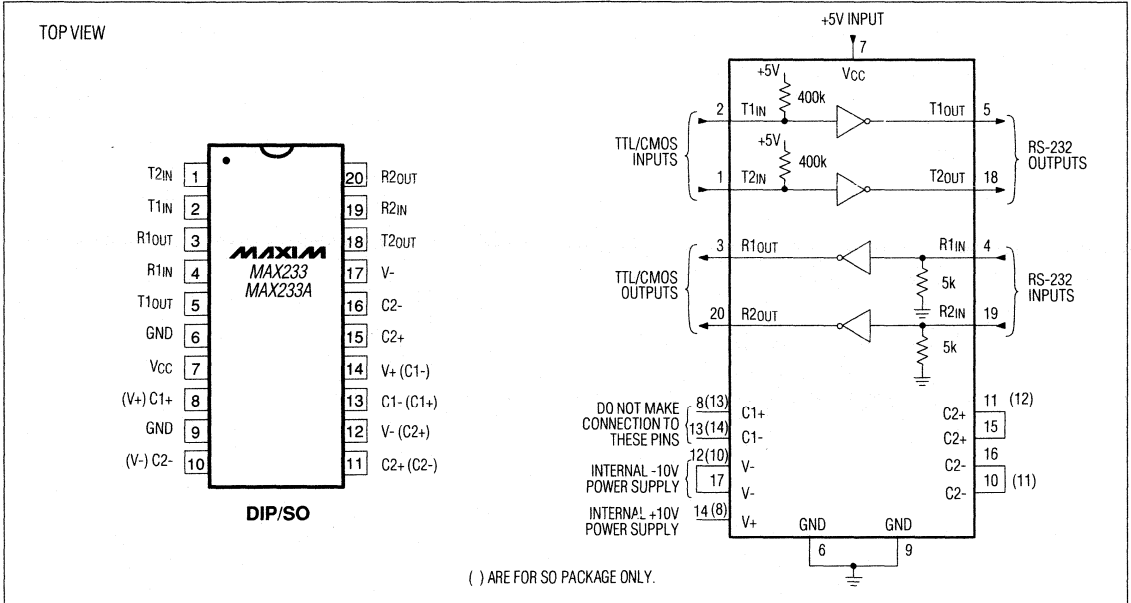 TOP VIEW
T2IN 1
T1IN 2
R1OUT 3
R1IN 4
T1OUT 5
GND 6
VCC 7
(V+) C1+ 8
GND 9
(V-) C2- 10
MAXIM
MAX233
MAX233A
20 R2OUT
19 R2IN
18 T2OUT
17 V-
16 C2-
15 C2+
14 V+ (C1-)
13 C1- (C1+)
12 V- (C2+)
11 C2+ (C2-)
DIP/SO
+5V INPUT
7
VCC
+5V
400k
2 T1IN T1OUT 5
TTL/CMOS
INPUTS
+5V
400k
RS-232
OUTPUTS
1 T2IN T2OUT 18
3 R1OUT R1IN 4
TTL/CMOS
OUTPUTS
5k
RS-232
INPUTS
20 R2OUT R2IN 19
5k
DO NOT MAKE
CONNECTION TO
THESE PINS
8 (13) C1+
13 (14) C1-
INTERNAL -10V
POWER SUPPLY
12 (10) V-
17 V-
INTERNAL +10V
POWER SUPPLY
14 (8) V+
C2+ 11 (12)
C2+ 15
C2- 16
C2- 10 (11)
GND GND
6 9
( ) ARE FOR SO PACKAGE ONLY.